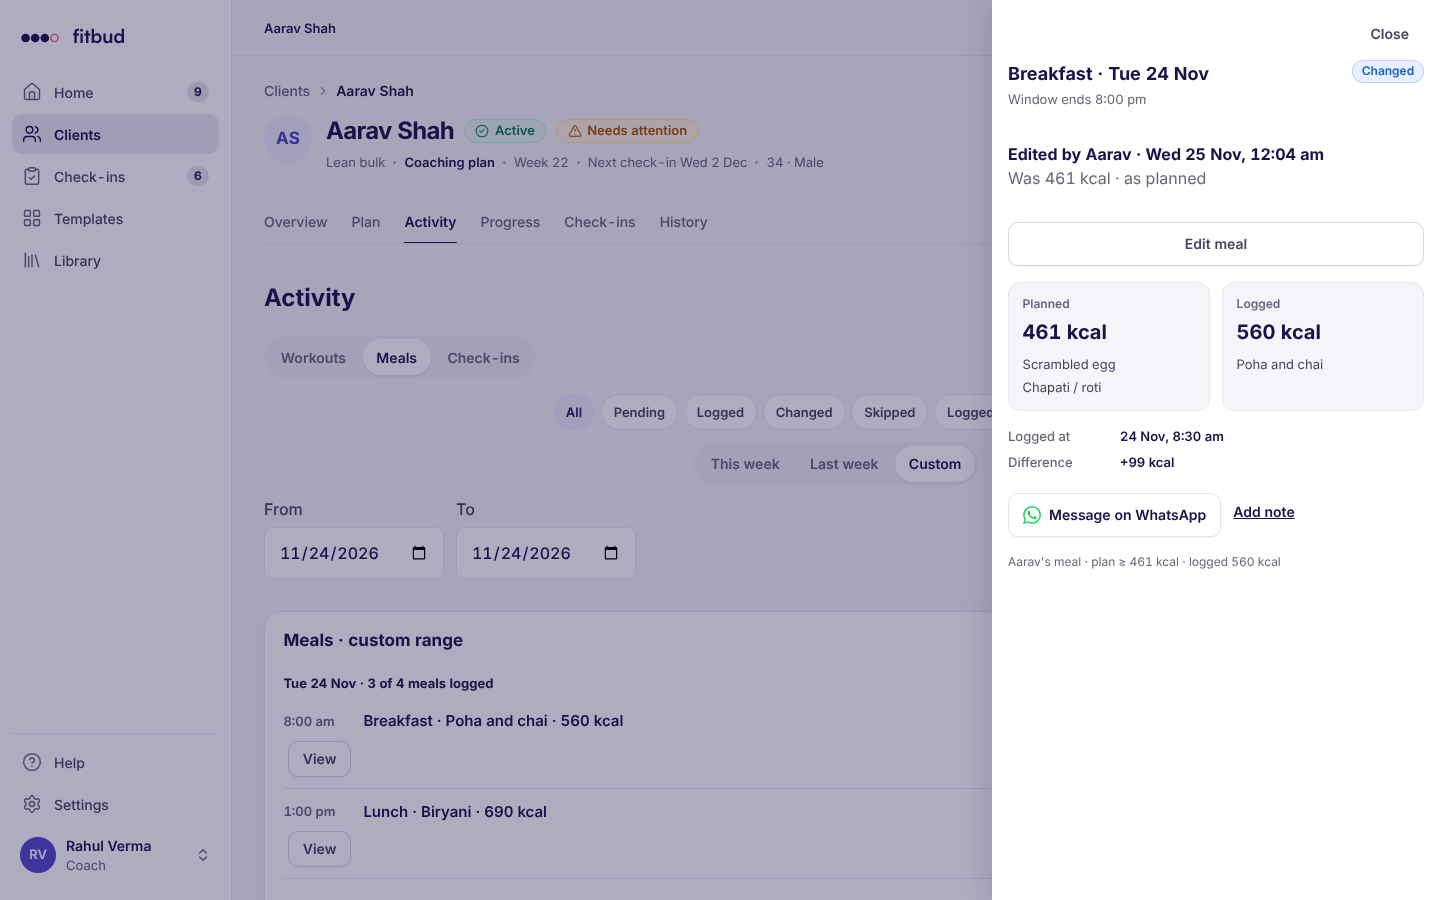 fitbud
Home 9
Clients
Check-ins 6
Templates
Library
Help
Settings
RV
Rahul Verma
Coach
Aarav Shah
Clients > Aarav Shah
AS
Aarav Shah
Active
Needs attention
Lean bulk • Coaching plan • Week 22 • Next check-in Wed 2 Dec • 34 · Male
Overview Plan Activity Progress Check-ins History
Activity
Workouts Meals Check-ins
All Pending Logged Changed Skipped Logged
This week Last week Custom
From To
11/24/2026 11/24/2026
Meals · custom range
Tue 24 Nov · 3 of 4 meals logged
8:00 am Breakfast · Poha and chai · 560 kcal
View
1:00 pm Lunch · Biryani · 690 kcal
View
Close
Breakfast · Tue 24 Nov Changed
Window ends 8:00 pm
Edited by Aarav · Wed 25 Nov, 12:04 am
Was 461 kcal · as planned
Edit meal
Planned
461 kcal
Scrambled egg
Chapati / roti
Logged
560 kcal
Poha and chai
Logged at 24 Nov, 8:30 am
Difference +99 kcal
Message on WhatsApp Add note
Aarav's meal · plan ≥ 461 kcal · logged 560 kcal